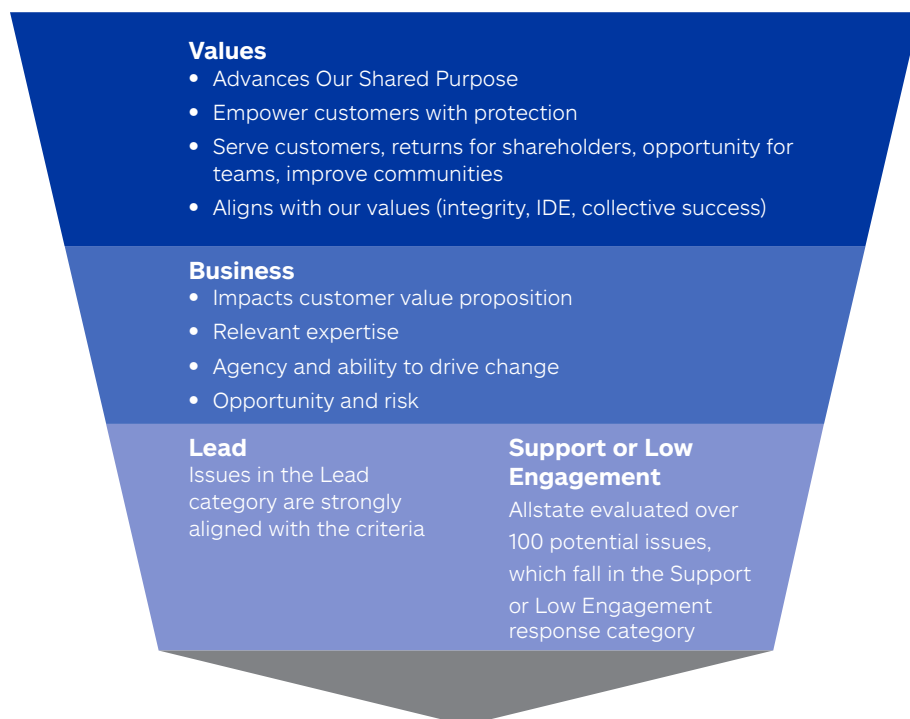 Values
• Advances Our Shared Purpose
• Empower customers with protection
• Serve customers, returns for shareholders, opportunity for
teams, improve communities
• Aligns with our values (integrity, IDE, collective success)
Business
• Impacts customer value proposition
• Relevant expertise
• Agency and ability to drive change
• Opportunity and risk
Lead
Issues in the Lead
category are strongly
aligned with the criteria
Support or Low
Engagement
Allstate evaluated over
100 potential issues,
which fall in the Support
or Low Engagement
response category